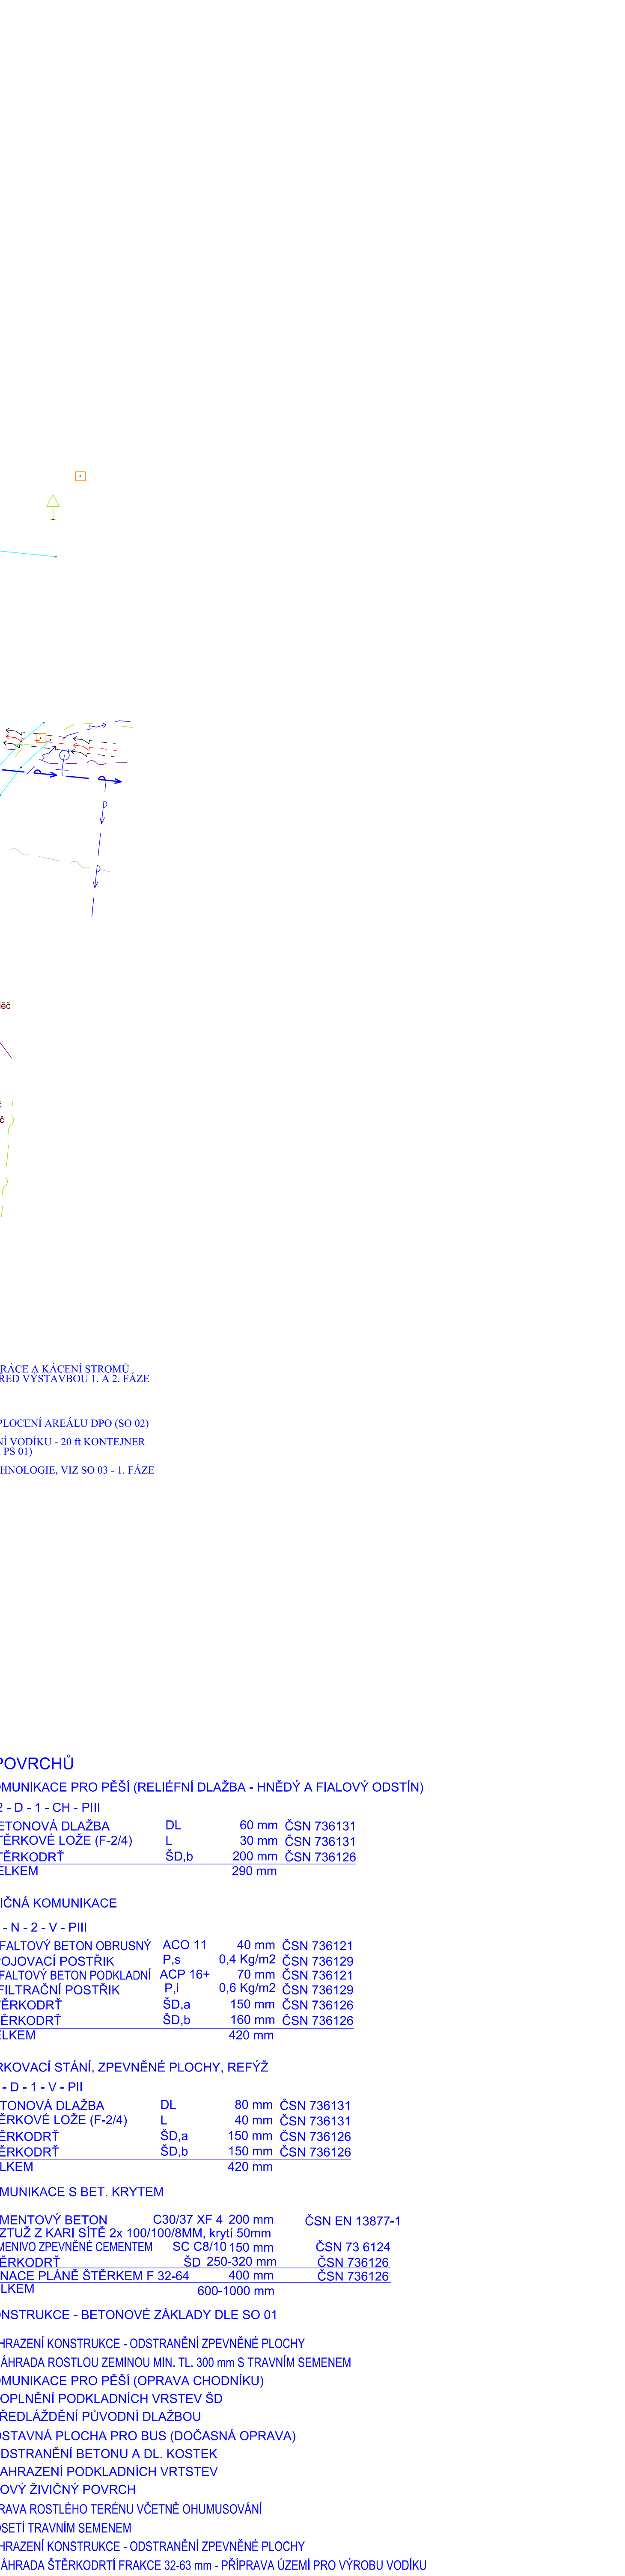 ěč
č
č
RÁCE A KÁCENÍ STROMŮ
ŘED VÝSTAVBOU 1. A 2. FÁZE
PLOCENÍ AREÁLU DPO (SO 02)
NÍ VODÍKU - 20 ft KONTEJNER
PS 01)
HNOLOGIE, VIZ SO 03 - 1. FÁZE
POVRCHŮ
OMUNIKACE PRO PĚŠÍ (RELIÉFNÍ DLAŽBA - HNĚDÝ A FIALOVÝ ODSTÍN)
2 - D - 1 - CH - PIII
ETONOVÁ DLAŽBA DL 60 mm ČSN 736131
TĚRKOVÉ LOŽE (F-2/4) L 30 mm ČSN 736131
TĚRKODRŤ ŠD,b 200 mm ČSN 736126
ELKEM 290 mm
IČNÁ KOMUNIKACE
- N - 2 - V - PIII
FALTOVÝ BETON OBRUSNÝ ACO 11 40 mm ČSN 736121
POJOVACÍ POSTŘIK P,s 0,4 Kg/m2 ČSN 736129
FALTOVÝ BETON PODKLADNÍ ACP 16+ 70 mm ČSN 736121
FILTRAČNÍ POSTŘIK P,i 0,6 Kg/m2 ČSN 736129
ĚRKODRŤ ŠD,a 150 mm ČSN 736126
ĚRKODRŤ ŠD,b 160 mm ČSN 736126
ELKEM 420 mm
RKOVACÍ STÁNÍ, ZPEVNĚNÉ PLOCHY, REFÝŽ
- D - 1 - V - PII
TONOVÁ DLAŽBA DL 80 mm ČSN 736131
ĚRKOVÉ LOŽE (F-2/4) L 40 mm ČSN 736131
ĚRKODRŤ ŠD,a 150 mm ČSN 736126
ĚRKODRŤ ŠD,b 150 mm ČSN 736126
LKEM 420 mm
MUNIKACE S BET. KRYTEM
MENTOVÝ BETON C30/37 XF 4 200 mm ČSN EN 13877-1
ZTUŽ Z KARI SÍTĚ 2x 100/100/8MM, krytí 50mm
MENIVO ZPEVNĚNÉ CEMENTEM SC C8/10 150 mm ČSN 73 6124
ĚRKODRŤ ŠD 250-320 mm ČSN 736126
NACE PLÁNĚ ŠTĚRKEM F 32-64 400 mm ČSN 736126
LKEM 600-1000 mm
ONSTRUKCE - BETONOVÉ ZÁKLADY DLE SO 01
HRAZENÍ KONSTRUKCE - ODSTRANĚNÍ ZPEVNĚNÉ PLOCHY
ÁHRADA ROSTLOU ZEMINOU MIN. TL. 300 mm S TRAVNÍM SEMENEM
OMUNIKACE PRO PĚŠÍ (OPRAVA CHODNÍKU)
OPLNĚNÍ PODKLADNÍCH VRSTEV ŠD
ŘEDLÁŽDĚNÍ PŮVODNÍ DLAŽBOU
DSTAVNÁ PLOCHA PRO BUS (DOČASNÁ OPRAVA)
DSTRANĚNÍ BETONU A DL. KOSTEK
AHRAZENÍ PODKLADNÍCH VRTSTEV
OVÝ ŽIVIČNÝ POVRCH
RAVA ROSTLÉHO TERÉNU VČETNĚ OHUMUSOVÁNÍ
OSETÍ TRAVNÍM SEMENEM
HRAZENÍ KONSTRUKCE - ODSTRANĚNÍ ZPEVNĚNÉ PLOCHY
ÁHRADA ŠTĚRKODRTÍ FRAKCE 32-63 mm - PŘÍPRAVA ÚZEMÍ PRO VÝROBU VODÍKU